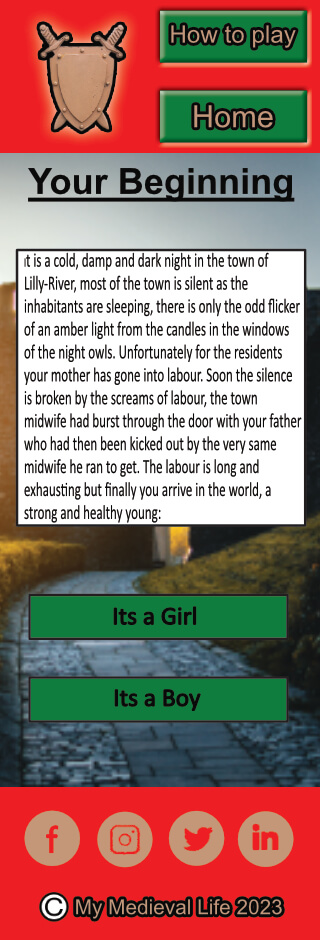 How to play
Home
Your Beginning
It is a cold, damp and dark night in the town of
Lilly-River, most of the town is silent as the
inhabitants are sleeping, there is only the odd flicker
of an amber light from the candles in the windows
of the night owls. Unfortunately for the residents
your mother has gone into labour. Soon the silence
is broken by the screams of labour, the town
midwife had burst through the door with your father
who had then been kicked out by the very same
midwife he ran to get. The labour is long and
exhausting but finally you arrive in the world, a
strong and healthy young:
Its a Girl
Its a Boy
© My Medieval Life 2023